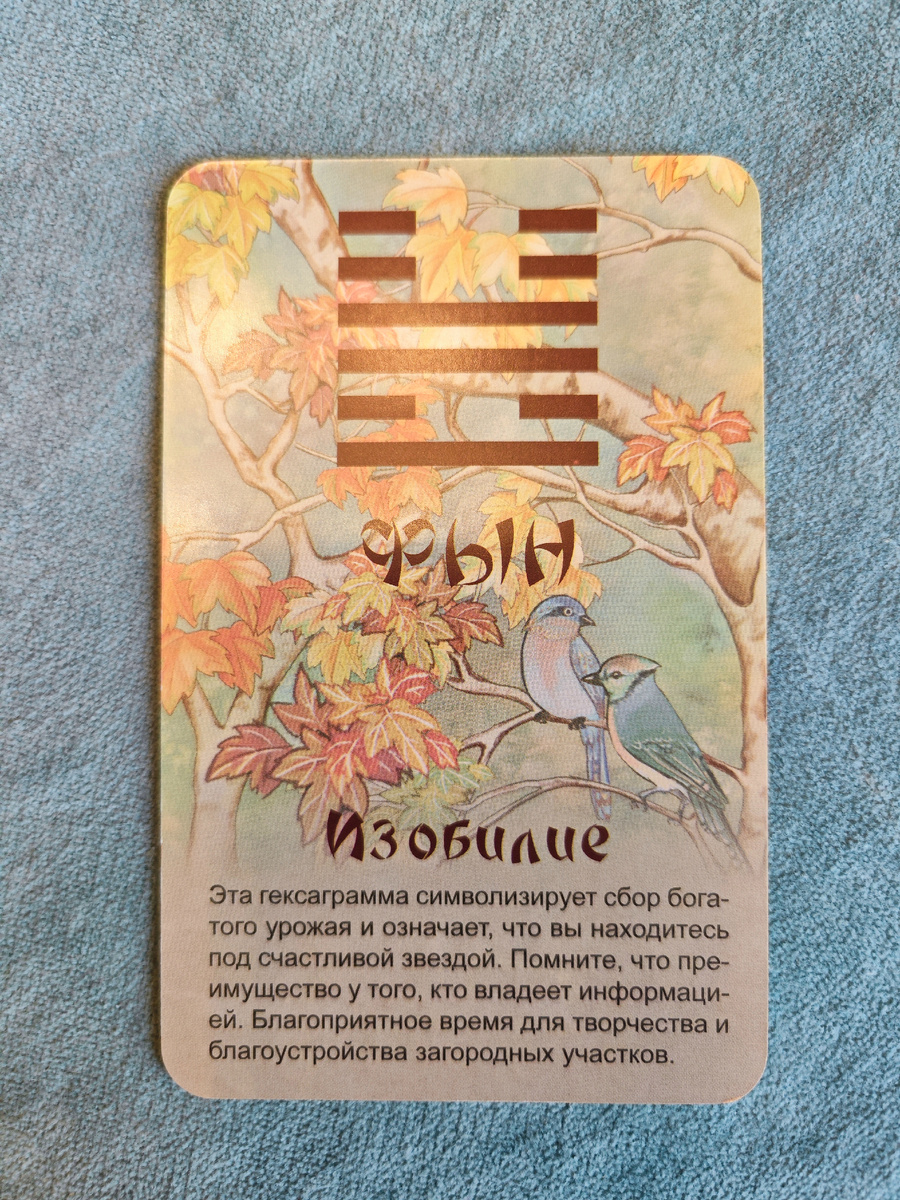 Фын
Изобилие
Эта гексаграмма символизирует сбор бога-
того урожая и означает, что вы находитесь
под счастливой звездой. Помните, что пре-
имущество у того, кто владеет информаци-
ей. Благоприятное время для творчества и
благоустройства загородных участков.